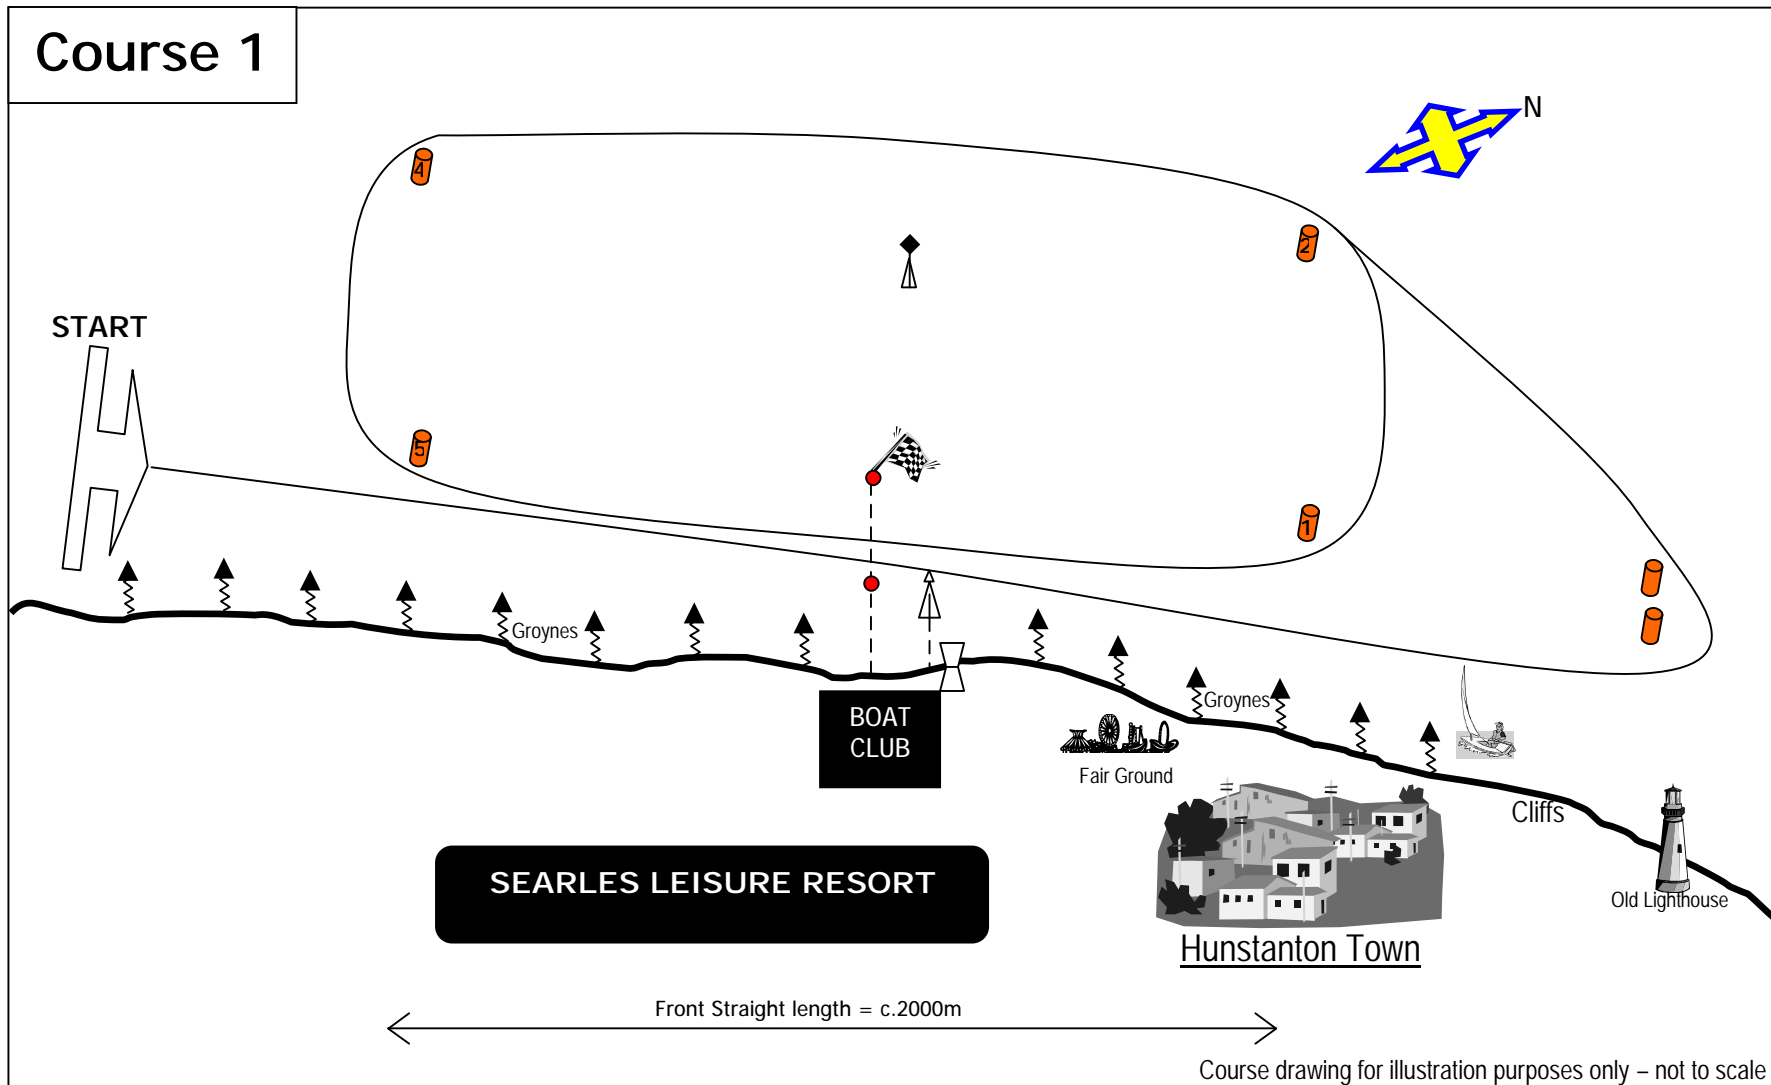 Course 1
N
4
2
START
5
1
Groynes
Groynes
BOAT
CLUB
Fair Ground
Cliffs
SEARLES LEISURE RESORT
Old Lighthouse
Hunstanton Town
Front Straight length = c.2000m
Course drawing for illustration purposes only – not to scale